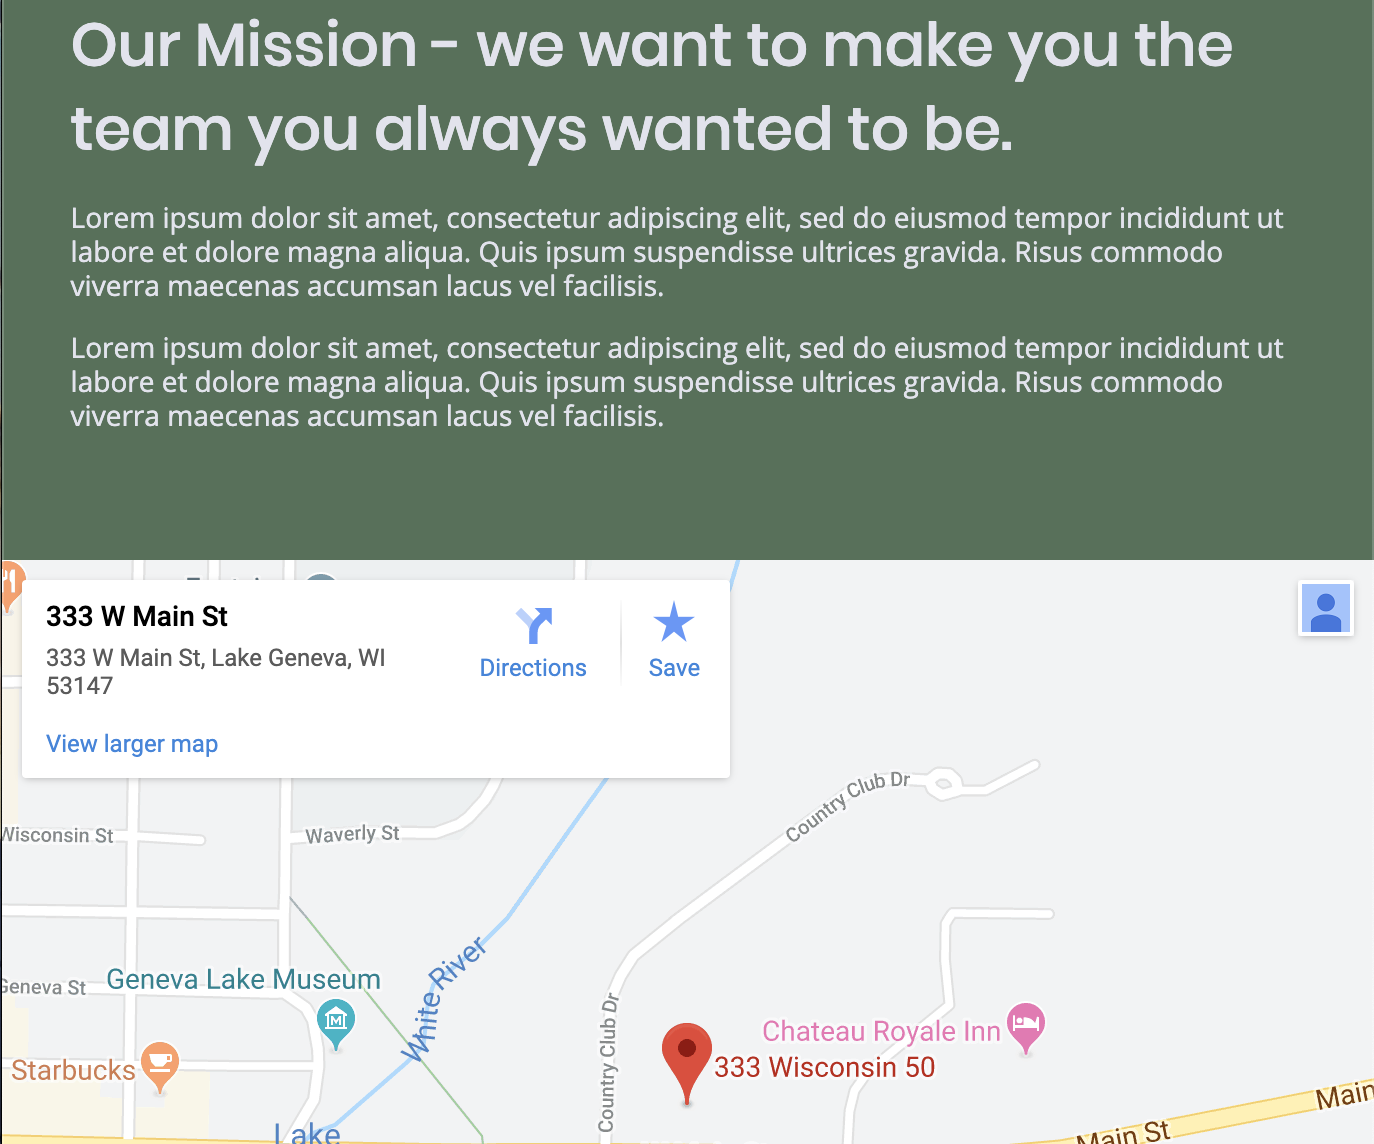 Our Mission - we want to make you the
team you always wanted to be.
Lorem ipsum dolor sit amet, consectetur adipiscing elit, sed do eiusmod tempor incididunt ut
labore et dolore magna aliqua. Quis ipsum suspendisse ultrices gravida. Risus commodo
viverra maecenas accumsan lacus vel facilisis.
Lorem ipsum dolor sit amet, consectetur adipiscing elit, sed do eiusmod tempor incididunt ut
labore et dolore magna aliqua. Quis ipsum suspendisse ultrices gravida. Risus commodo
viverra maecenas accumsan lacus vel facilisis.
333 W Main St
333 W Main St, Lake Geneva, WI
53147
Directions
Save
View larger map
Country Club Dr
Wisconsin St
Waverly St
White River
Geneva Lake Museum
Geneva St
Country Club Dr
Chateau Royale Inn
333 Wisconsin 50
Starbucks
Main
Main St
Lake